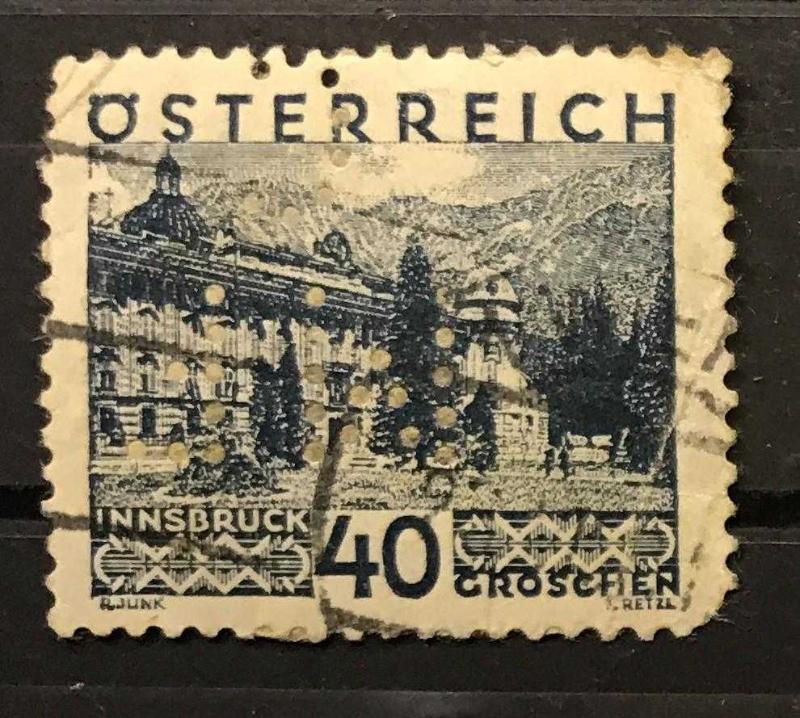 ÖSTERREICH
INNSBRUCK
40
GROSCHEN
R.JUNK
RETZL